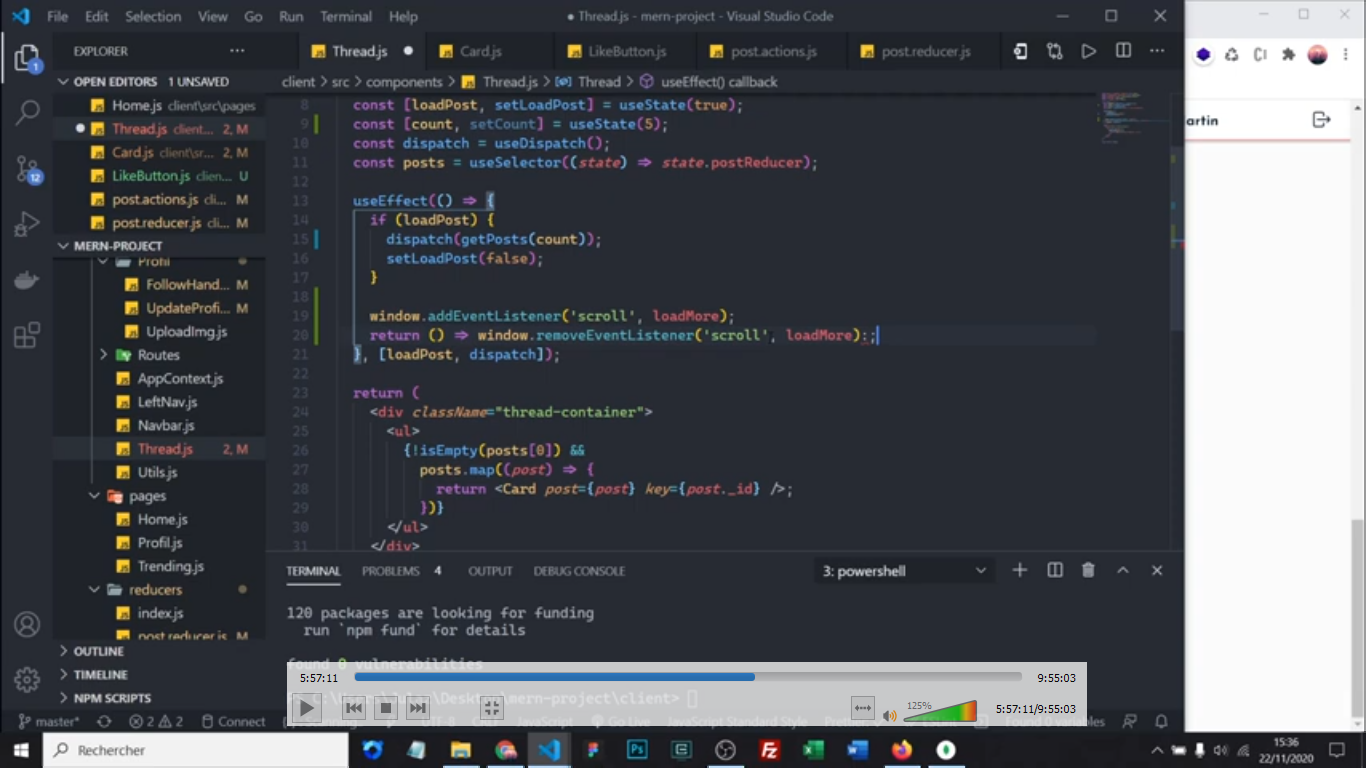 File Edit Selection View Go Run Terminal Help
● Thread.js - mern-project - Visual Studio Code
EXPLORER
Thread.js ● Card.js LikeButton.js post.actions.js post.reducer.js
OPEN EDITORS 1 UNSAVED
client > src > components > Thread.js > Thread > useEffect() callback
Home.js client\src\pages
Thread.js client... 2, M
Card.js client\sr... 2, M
LikeButton.js clien... U
post.actions.js cli... M
post.reducer.js cli... M
MERN-PROJECT
Profil
FollowHand... M
UpdateProfi... M
UploadImg.js
Routes
AppContext.js
LeftNav.js
Navbar.js
Thread.js 2, M
Utils.js
pages
Home.js
Profil.js
Trending.js
reducers
index.js
post.reducer.js M
OUTLINE
TIMELINE
NPM SCRIPTS
8 const [loadPost, setLoadPost] = useState(true);
9 const [count, setCount] = useState(5);
10 const dispatch = useDispatch();
11 const posts = useSelector((state) ⇒ state.postReducer);
12
13 useEffect(() ⇒ {
14 if (loadPost) {
15 dispatch(getPosts(count));
16 setLoadPost(false);
17 }
18
19 window.addEventListener('scroll', loadMore);
20 return () ⇒ window.removeEventListener('scroll', loadMore):;
21 }, [loadPost, dispatch]);
22
23 return (
24 <div className="thread-container">
25 <ul>
26 {!isEmpty(posts[0]) &&
27 posts.map((post) ⇒ {
28 return <Card post={post} key={post._id} />;
29 })}
30 </ul>
31 </div>
artin
TERMINAL PROBLEMS 4 OUTPUT DEBUG CONSOLE 3: powershell
120 packages are looking for funding
run `npm fund` for details
found 0 vulnerabilities
5:57:11 9:55:03
\Desktop\mern-project\client>
125%
5:57:11/9:55:03
master* 2 2 Connect UTF-8 JavaScript Go Live JavaScript Standard Style Found 0 variables
Rechercher
15:36
22/11/2020